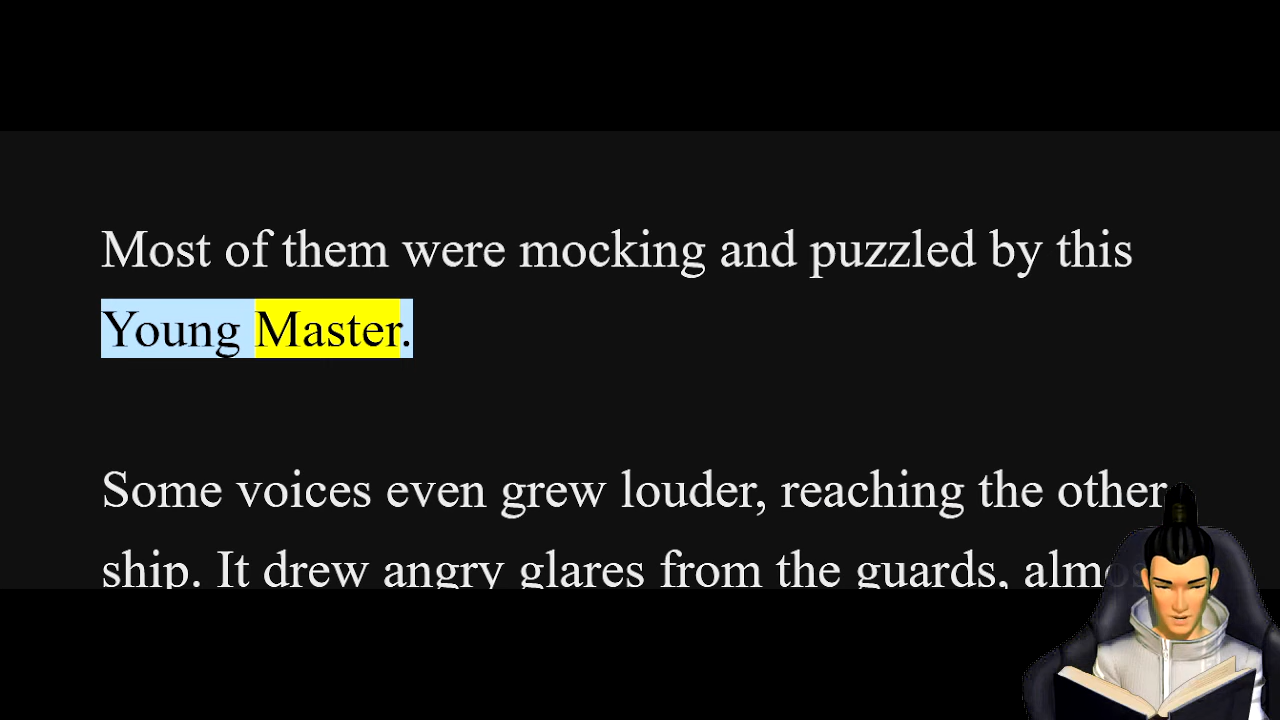 Most of them were mocking and puzzled by this
Young Master.
Some voices even grew louder, reaching the other
ship. It drew angry glares from the guards,